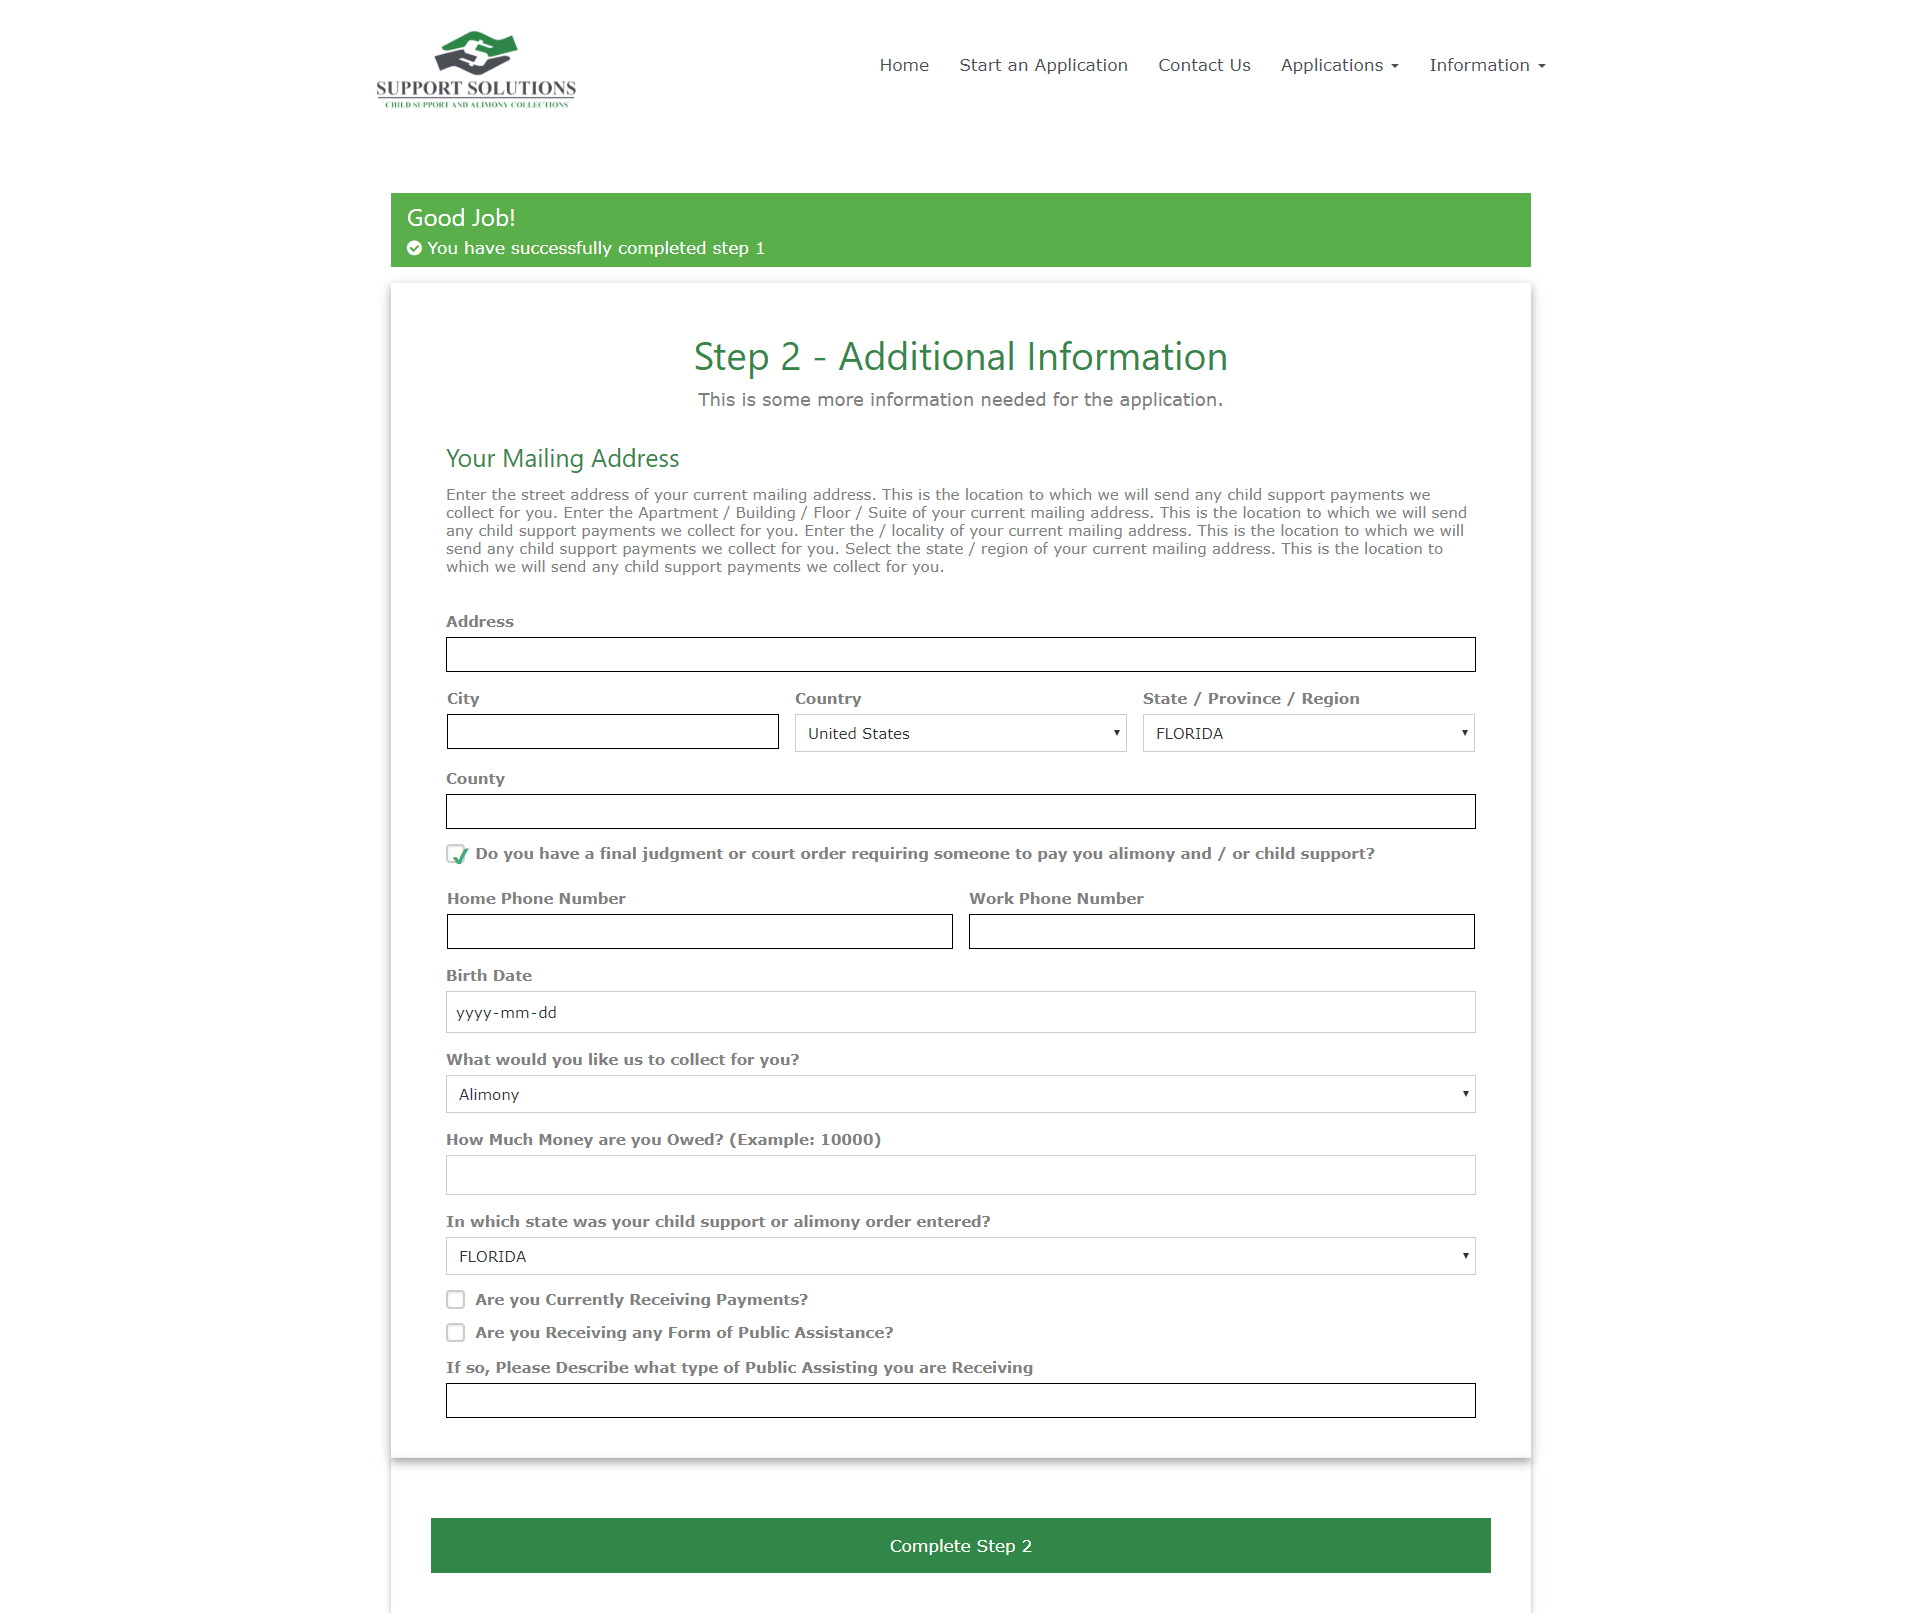 SUPPORT SOLUTIONS
CHILD SUPPORT AND ALIMONY COLLECTIONS
Home Start an Application Contact Us Applications Information
Good Job!
You have successfully completed step 1
Step 2 - Additional Information
This is some more information needed for the application.
Your Mailing Address
Enter the street address of your current mailing address. This is the location to which we will send any child support payments we
collect for you. Enter the Apartment / Building / Floor / Suite of your current mailing address. This is the location to which we will send
any child support payments we collect for you. Enter the / locality of your current mailing address. This is the location to which we will
send any child support payments we collect for you. Select the state / region of your current mailing address. This is the location to
which we will send any child support payments we collect for you.
Address
City Country State / Province / Region
United States FLORIDA
County
Do you have a final judgment or court order requiring someone to pay you alimony and / or child support?
Home Phone Number Work Phone Number
Birth Date
yyyy-mm-dd
What would you like us to collect for you?
Alimony
How Much Money are you Owed? (Example: 10000)
In which state was your child support or alimony order entered?
FLORIDA
Are you Currently Receiving Payments?
Are you Receiving any Form of Public Assistance?
If so, Please Describe what type of Public Assisting you are Receiving
Complete Step 2